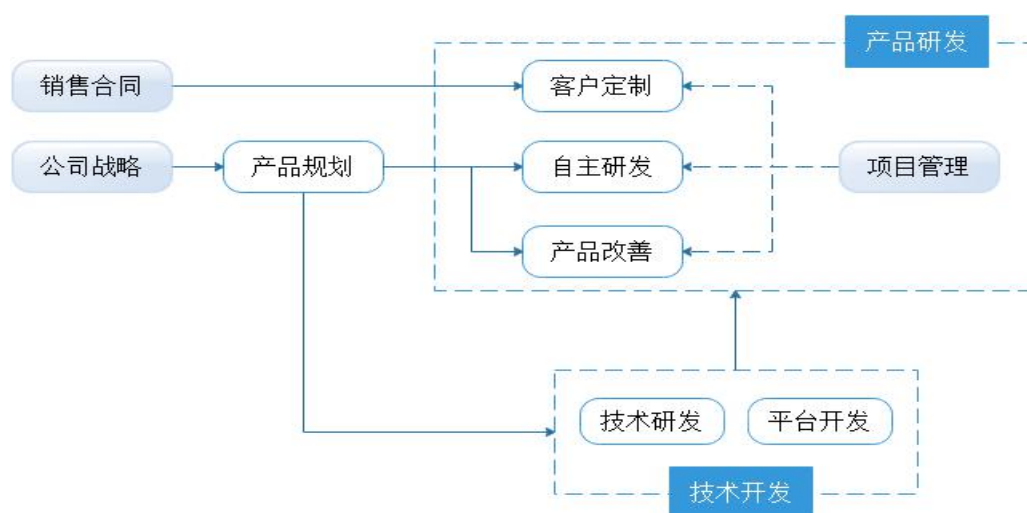 产品研发
销售合同
客户定制
公司战略
产品规划
自主研发
项目管理
产品改善
技术研发
平台开发
技术开发